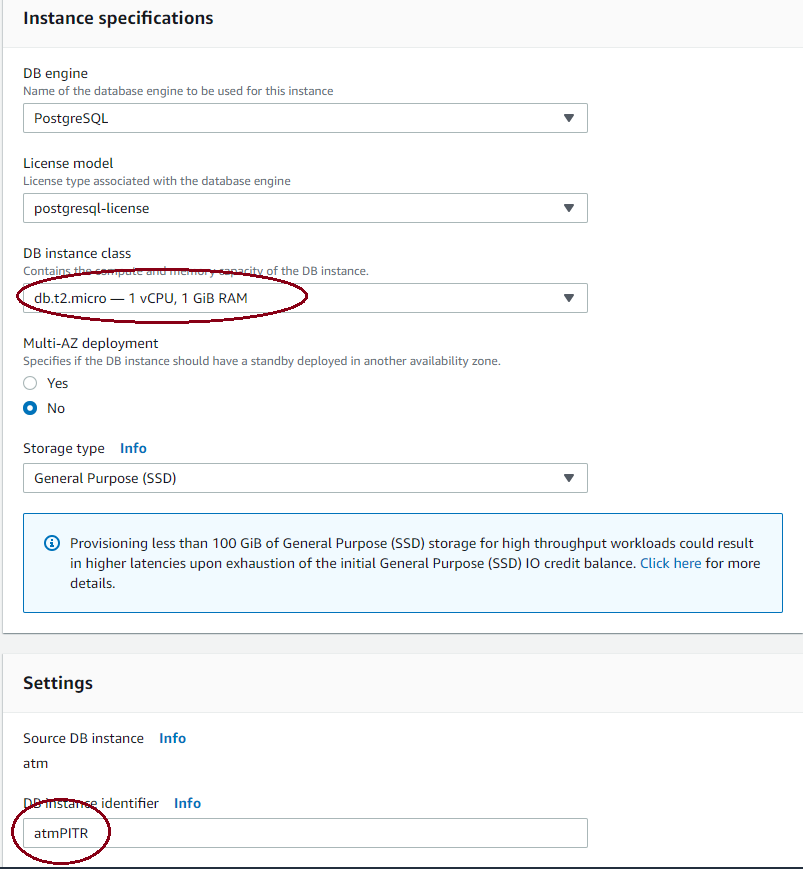 Instance specifications
DB engine
Name of the database engine to be used for this instance
PostgreSQL
License model
License type associated with the database engine
postgresql-license
DB instance class
Contains the compute and memory capacity of the DB instance.
db.t2.micro — 1 vCPU, 1 GiB RAM
Multi-AZ deployment
Specifies if the DB instance should have a standby deployed in another availability zone.
Yes
No
Storage type Info
General Purpose (SSD)
Provisioning less than 100 GiB of General Purpose (SSD) storage for high throughput workloads could result
in higher latencies upon exhaustion of the initial General Purpose (SSD) IO credit balance. Click here for more
details.
Settings
Source DB instance Info
atm
DB instance identifier Info
atmPITR